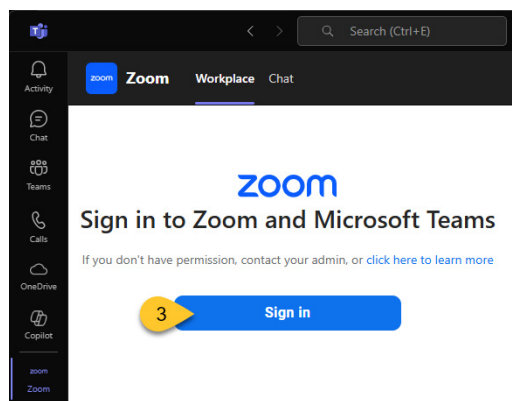 Search (Ctrl+E)
Activity
Chat
Teams
Calls
OneDrive
Copilot
zoom
Zoom
zoom Zoom Workplace Chat
zoom
Sign in to Zoom and Microsoft Teams
If you don't have permission, contact your admin, or click here to learn more
3 Sign in